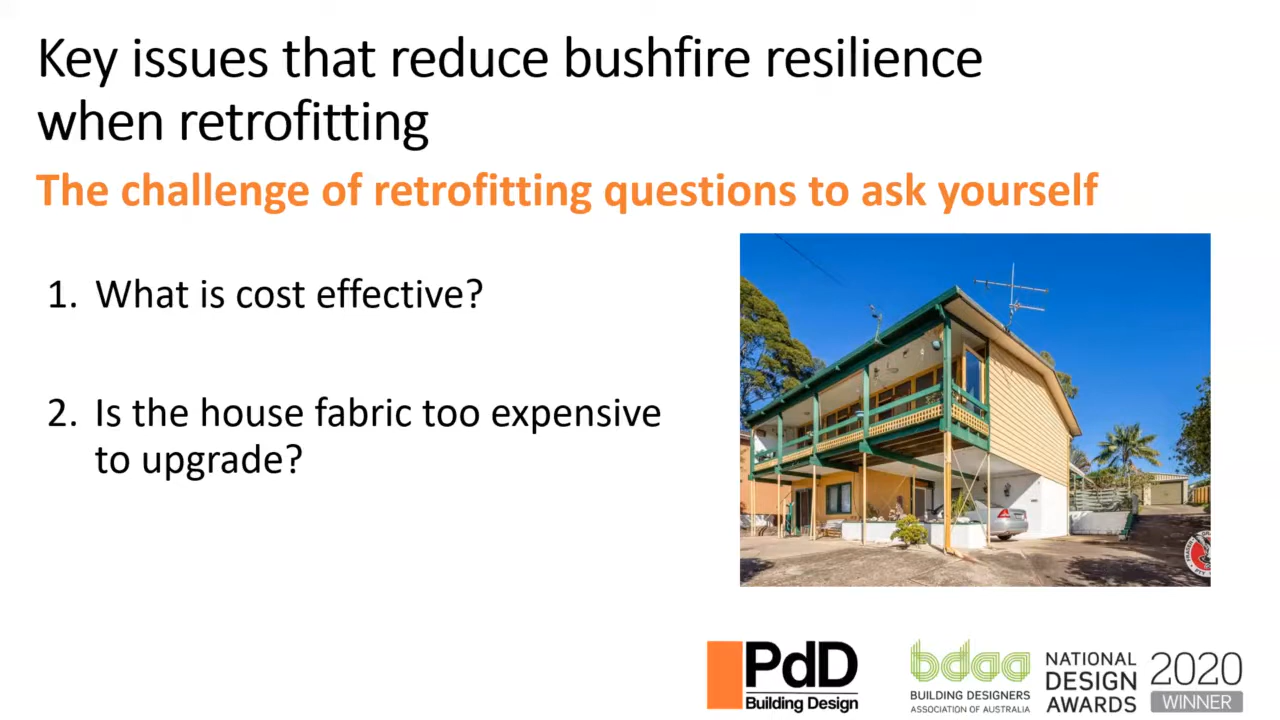 Key issues that reduce bushfire resilience
when retrofitting
The challenge of retrofitting questions to ask yourself
1. What is cost effective?
2. Is the house fabric too expensive
to upgrade?
PdD
Building Design
bdaa
BUILDING DESIGNERS
ASSOCIATION OF AUSTRALIA
NATIONAL
DESIGN
AWARDS
2020
WINNER